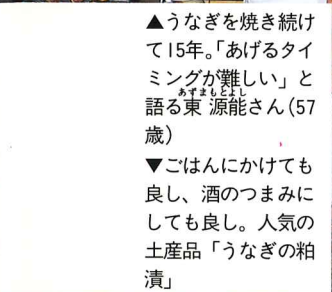 ▲うなぎを焼き続け
て15年。「あげるタイ
ミングが難しい」と
あずまもとよし
語る東 源能さん(57
歳)
▼ごはんにかけても
良し、酒のつまみに
しても良し。人気の
土産品「うなぎの粕
漬」